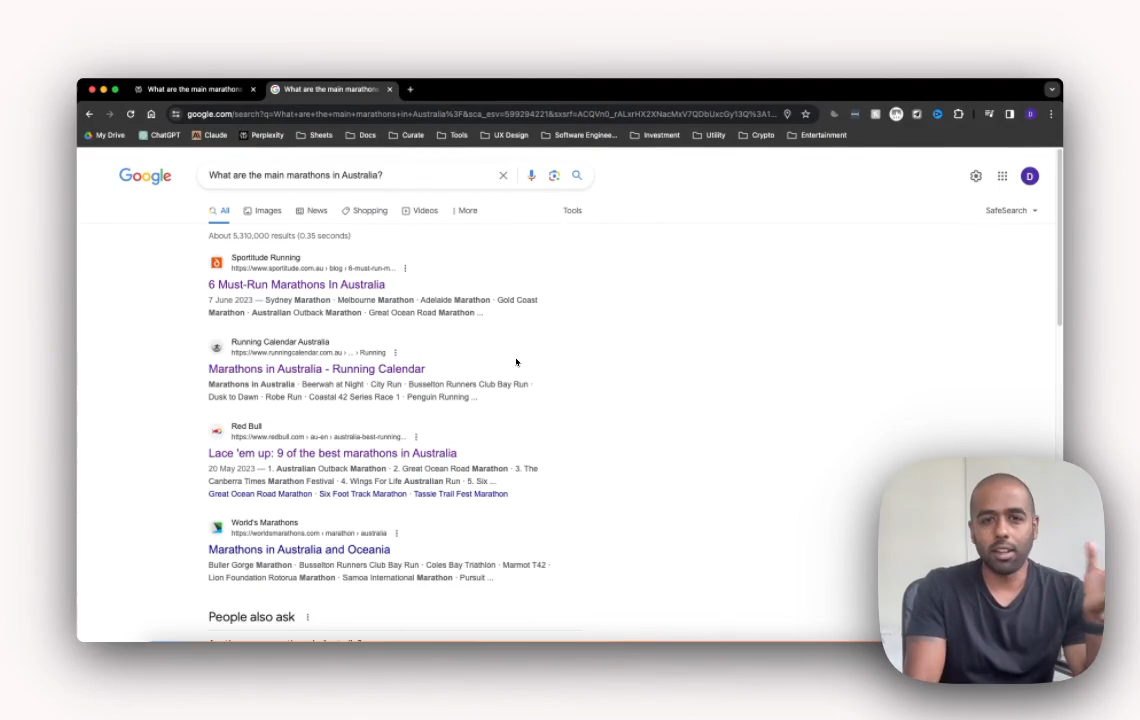 What are the main marathons
What are the main marathons
google.com/search?q=What+are+the+main+marathons+in+Australia%3F&sca_esv=599294221&sxsrf=
My Drive ChatGPT Claude Perplexity Sheets Docs Curate Tools UX Design Software Enginee... Investment Utility Crypto Entertainment
Google
What are the main marathons in Australia?
D
All Images News Shopping Videos More Tools
SafeSearch
About 5,310,000 results (0.35 seconds)
Sportitude Running
https://www.sportitude.com.au › blog › 6-must-run-m...
6 Must-Run Marathons In Australia
7 June 2023 — Sydney Marathon · Melbourne Marathon · Adelaide Marathon · Gold Coast
Marathon · Australian Outback Marathon · Great Ocean Road Marathon ...
Running Calendar Australia
https://www.runningcalendar.com.au › ... › Running
Marathons in Australia - Running Calendar
Marathons in Australia · Beerwah at Night · City Run · Busselton Runners Club Bay Run ·
Dusk to Dawn · Robe Run · Coastal 42 Series Race 1 · Penguin Running ...
Red Bull
https://www.redbull.com › au-en › australia-best-running...
Lace 'em up: 9 of the best marathons in Australia
20 May 2023 — 1. Australian Outback Marathon · 2. Great Ocean Road Marathon · 3. The
Canberra Times Marathon Festival · 4. Wings For Life Australian Run · 5. Six ...
Great Ocean Road Marathon · Six Foot Track Marathon · Tassie Trail Fest Marathon
World's Marathons
https://worldsmarathons.com › marathon › australia
Marathons in Australia and Oceania
Buller Gorge Marathon · Busselton Runners Club Bay Run · Coles Bay Triathlon · Marmot T42 ·
Lion Foundation Rotorua Marathon · Samoa International Marathon · Pursuit ...
People also ask